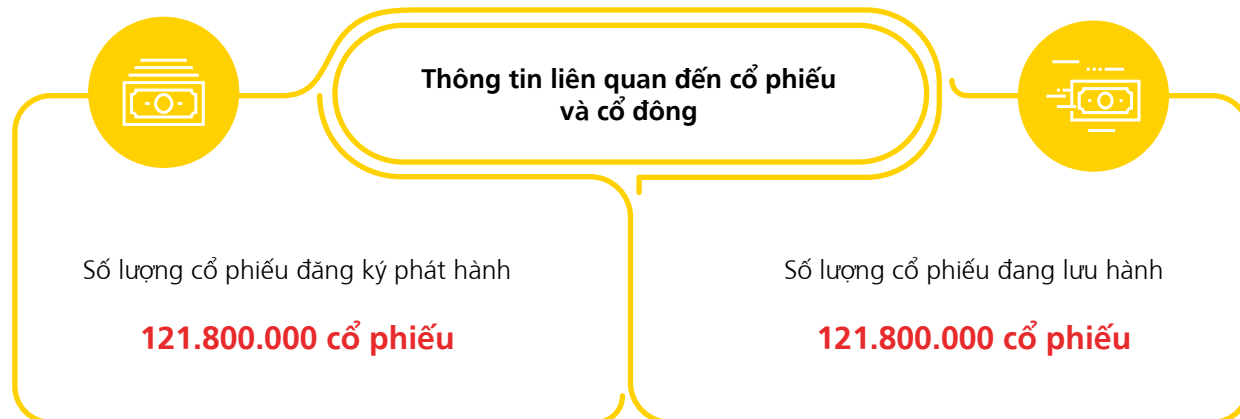 Thông tin liên quan đến cổ phiếu
và cổ đông
Số lượng cổ phiếu đăng ký phát hành
121.800.000 cổ phiếu
Số lượng cổ phiếu đang lưu hành
121.800.000 cổ phiếu